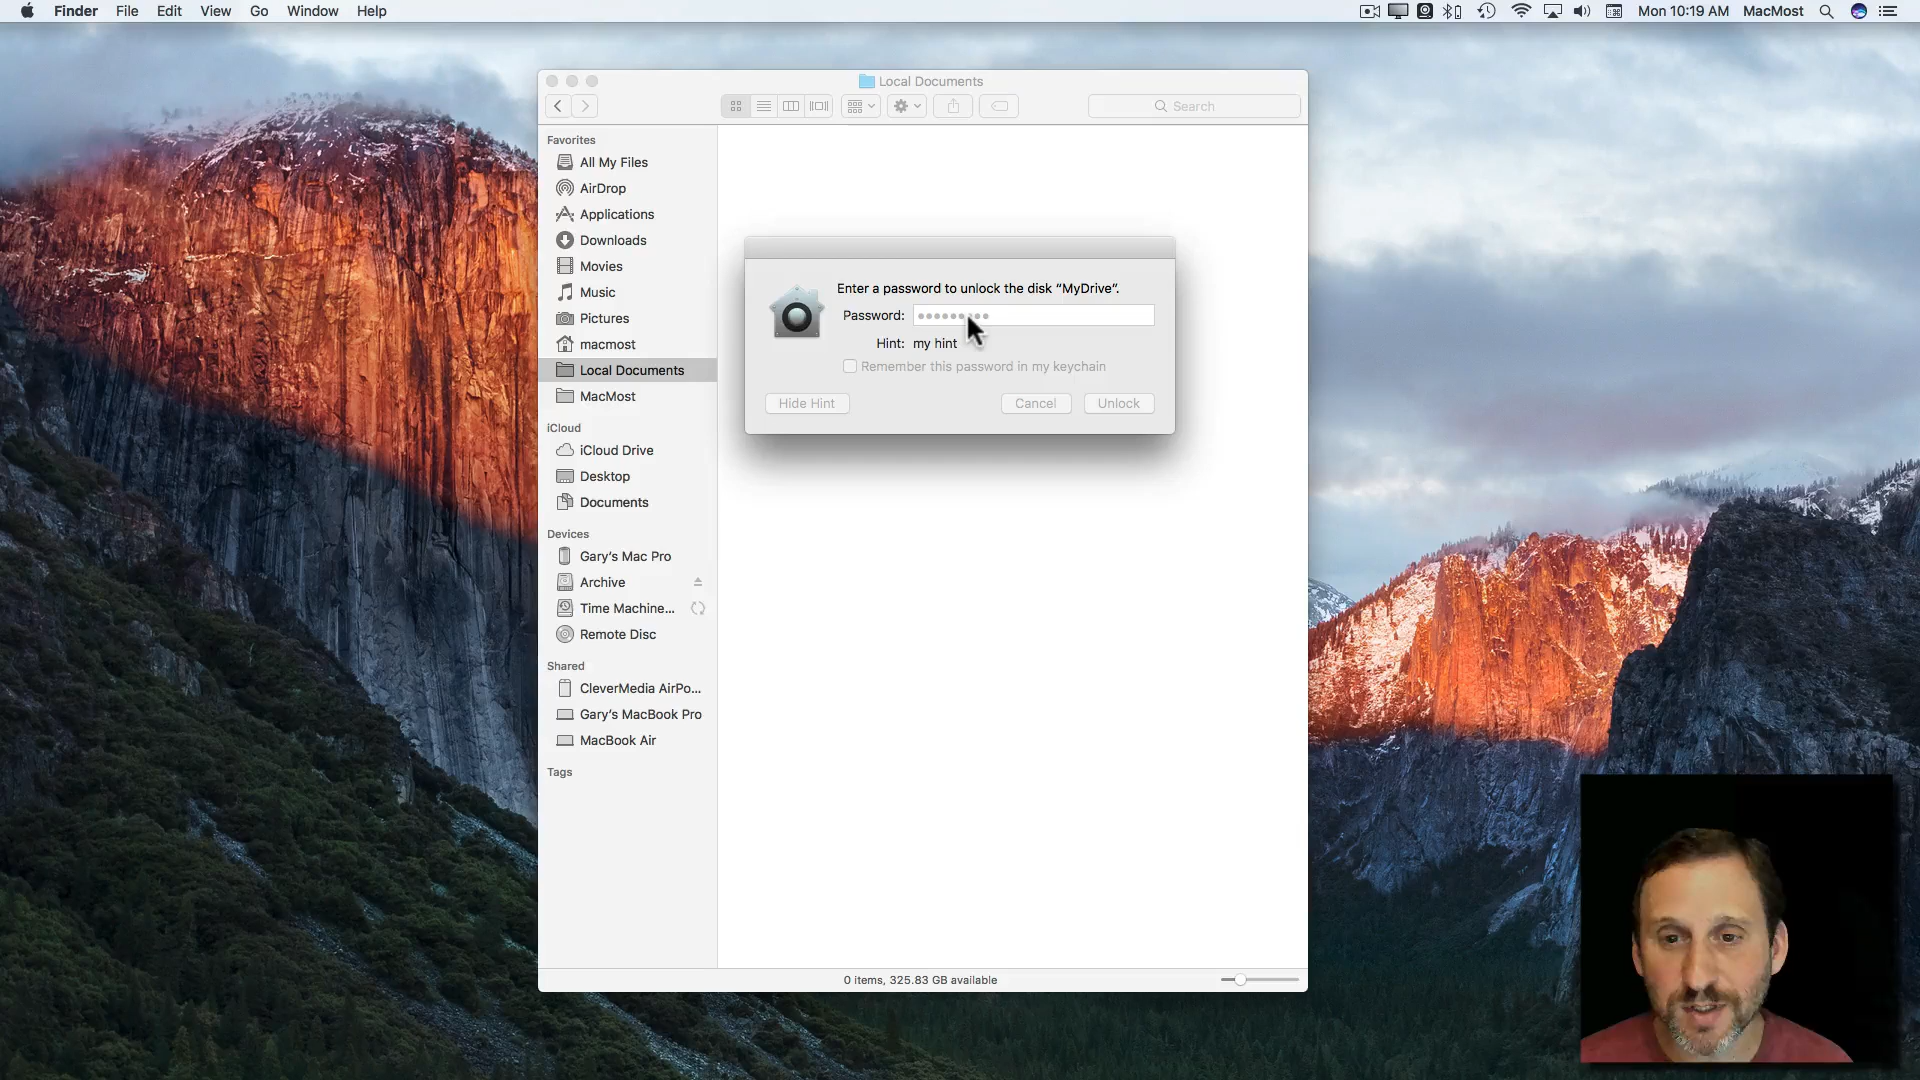 Finder File Edit View Go Window Help
Mon 10:19 AM MacMost
Local Documents
Search
Favorites
All My Files
AirDrop
Applications
Downloads
Movies
Music
Pictures
macmost
Local Documents
MacMost
iCloud
iCloud Drive
Desktop
Documents
Devices
Gary's Mac Pro
Archive
Time Machine...
Remote Disc
Shared
CleverMedia AirPo...
Gary's MacBook Pro
MacBook Air
Tags
Enter a password to unlock the disk “MyDrive”.
Password: •••••••••
Hint: my hint
Remember this password in my keychain
Hide Hint Cancel Unlock
0 items, 325.83 GB available